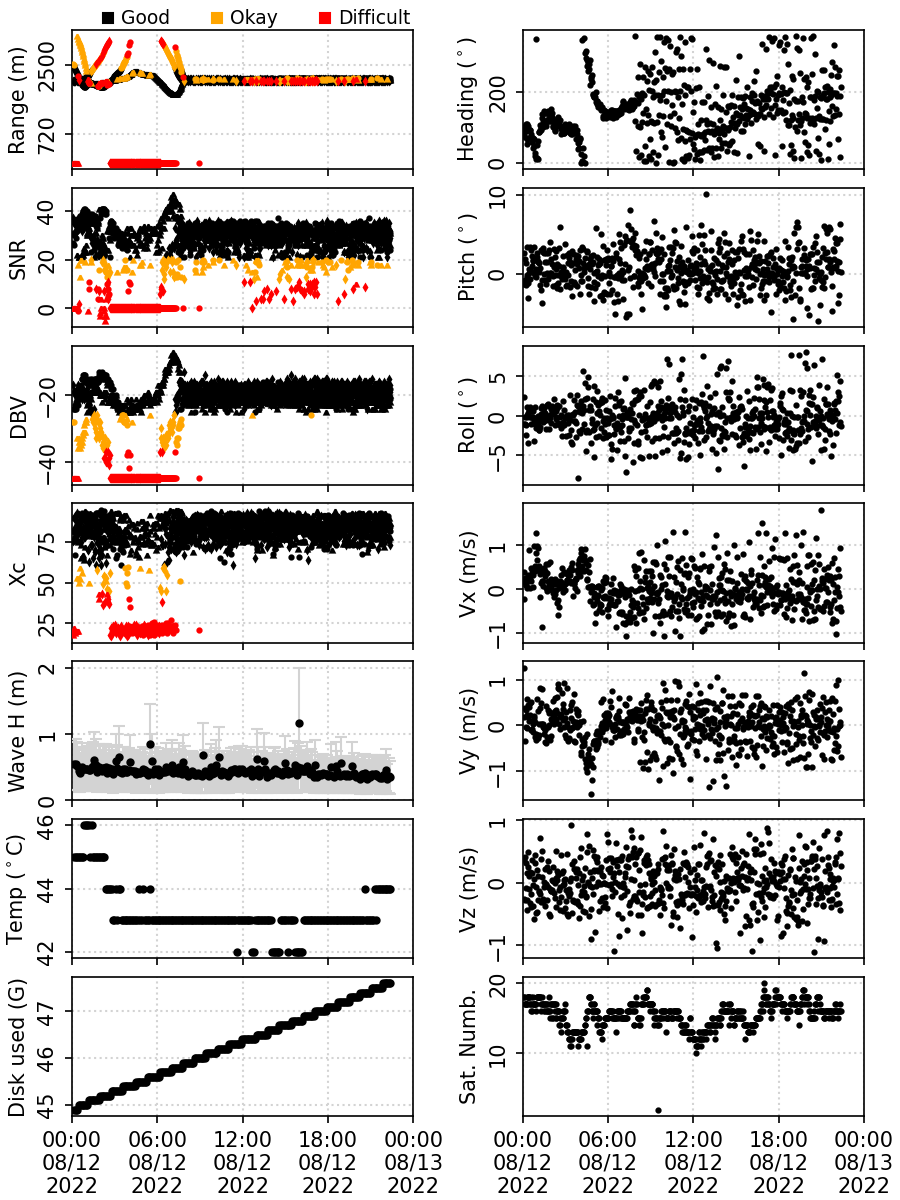 Good Okay Difficult
Range (m)
2500
720
SNR
40
20
0
DBV
−20
−40
Xc
75
50
25
Wave H (m)
2
1
0
Temp (°C)
46
44
42
Disk used (G)
47
46
45
00:00 06:00 12:00 18:00 00:00
08/12 08/12 08/12 08/12 08/13
2022 2022 2022 2022 2022
Heading (°)
200
0
Pitch (°)
10
0
Roll (°)
5
0
−5
Vx (m/s)
1
0
−1
Vy (m/s)
1
0
−1
Vz (m/s)
1
0
−1
Sat. Numb.
20
10
00:00 06:00 12:00 18:00 00:00
08/12 08/12 08/12 08/12 08/13
2022 2022 2022 2022 2022